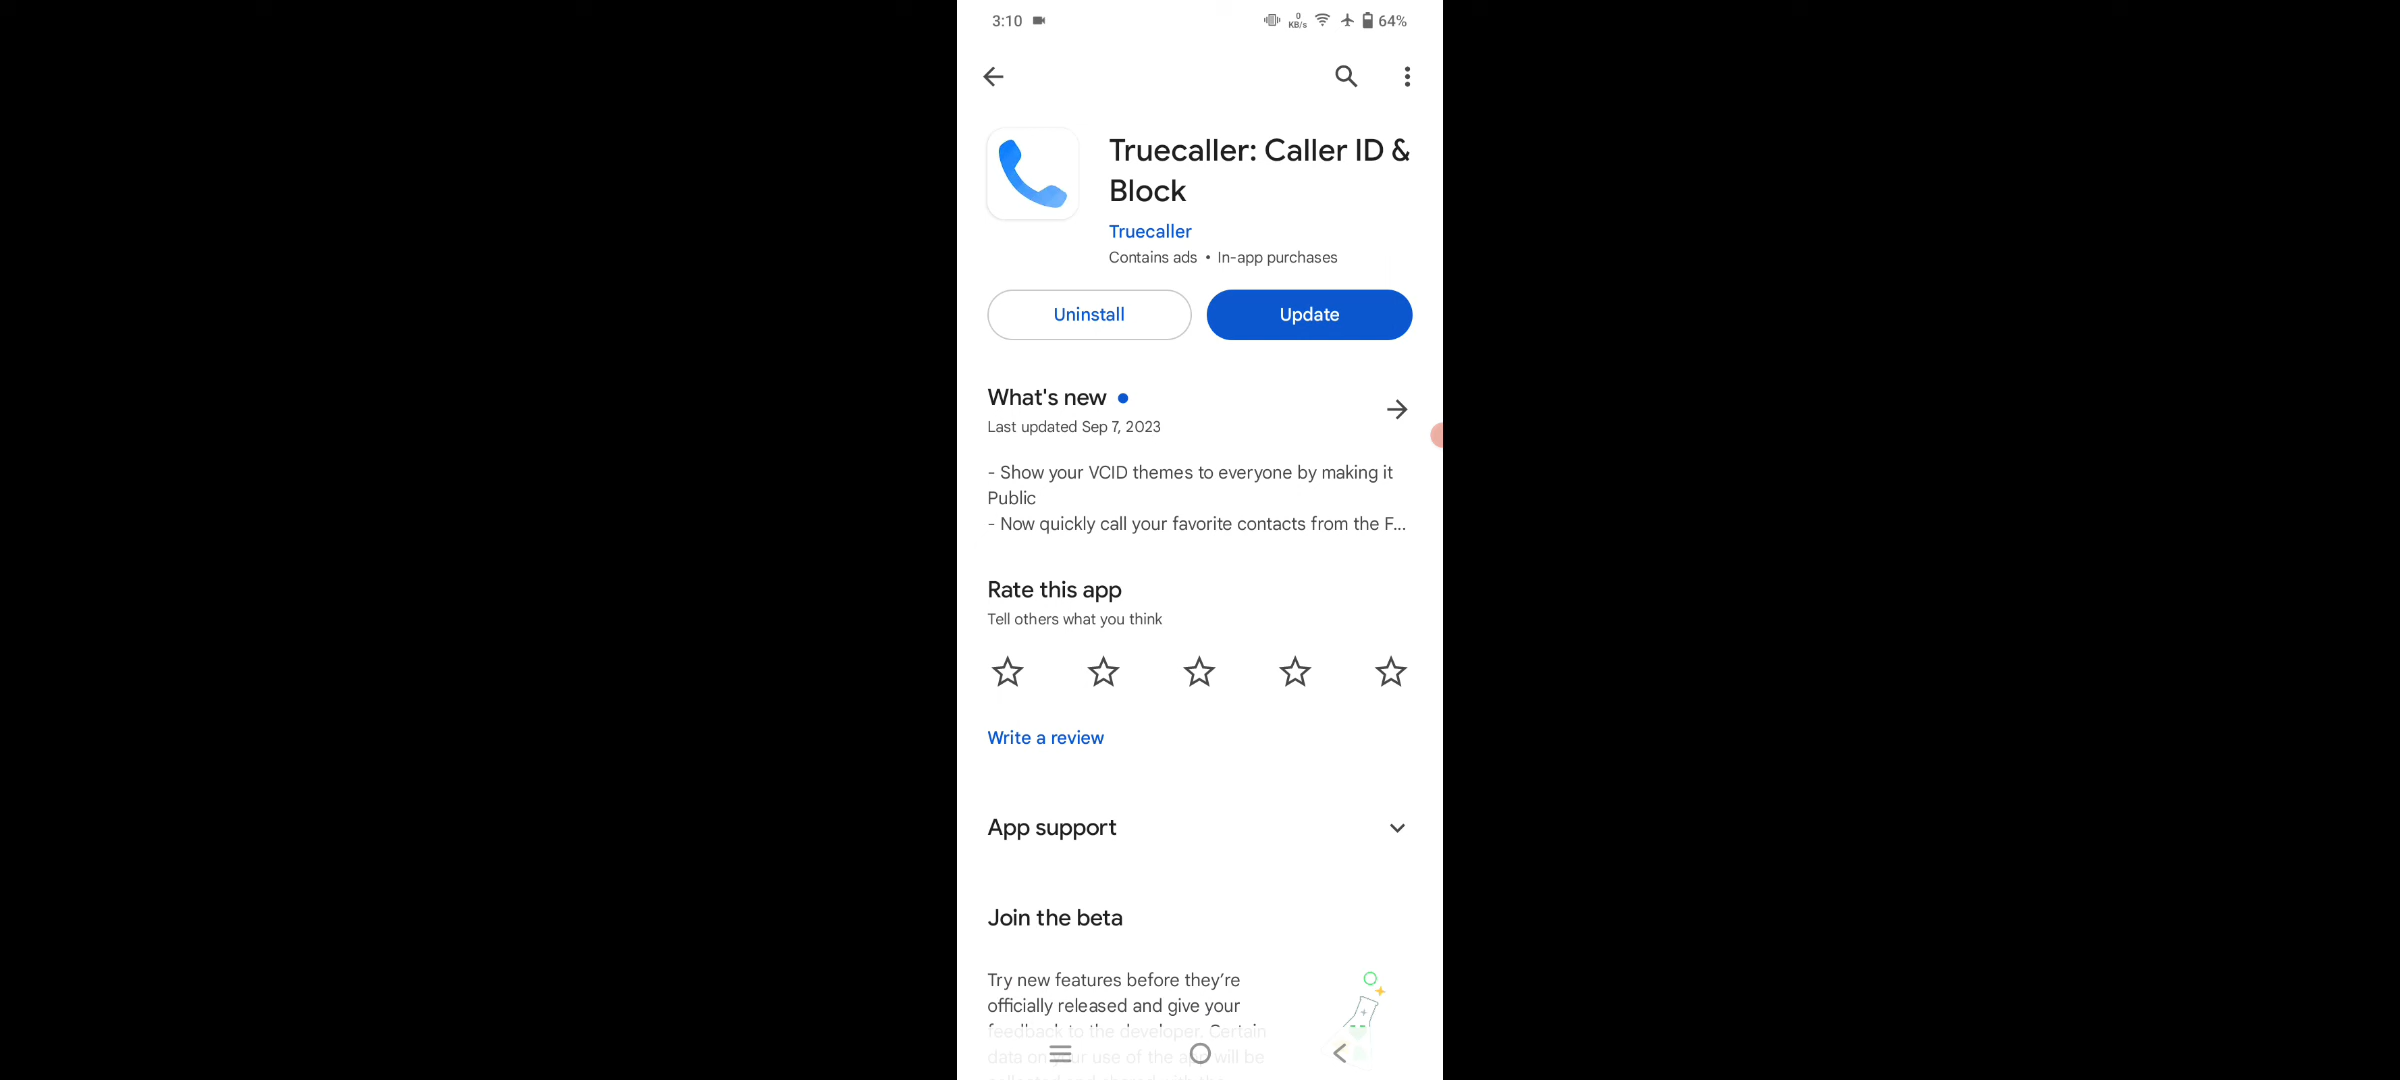 3:10
0
KB/s
64%
Truecaller: Caller ID &
Block
Truecaller
Contains ads • In-app purchases
Uninstall
Update
What's new
Last updated Sep 7, 2023
- Show your VCID themes to everyone by making it
Public
- Now quickly call your favorite contacts from the F...
Rate this app
Tell others what you think
Write a review
App support
Join the beta
Try new features before they’re
officially released and give your
feedback to the developer. Certain
data on your use of the app will be